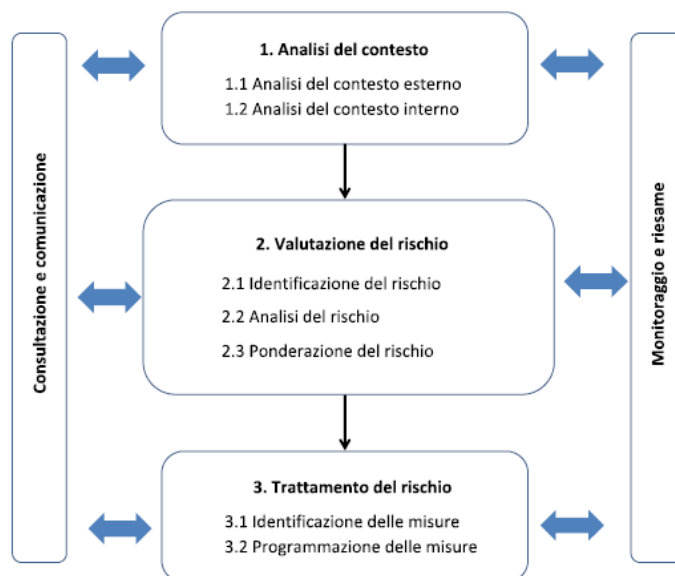 Consultazione e comunicazione
1. Analisi del contesto
1.1 Analisi del contesto esterno
1.2 Analisi del contesto interno
2. Valutazione del rischio
2.1 Identificazione del rischio
2.2 Analisi del rischio
2.3 Ponderazione del rischio
3. Trattamento del rischio
3.1 Identificazione delle misure
3.2 Programmazione delle misure
Monitoraggio e riesame